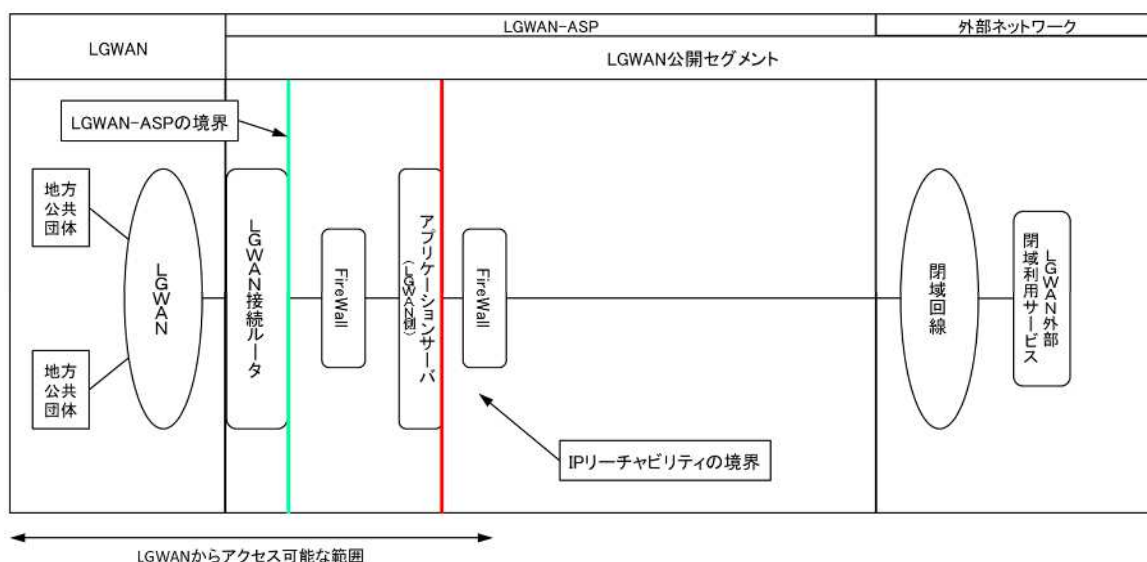 LGWAN
LGWAN-ASP
外部ネットワーク
LGWAN公開セグメント
LGWAN-ASPの境界
地方
公共
団体
地方
公共
団体
LGWAN
LGWAN接続ルータ
FireWall
アプリケーションサーバ
(LGWAN側)
FireWall
IPリーチャビリティの境界
閉域回線
LGWAN外部
閉域利用サービス
LGWANからアクセス可能な範囲